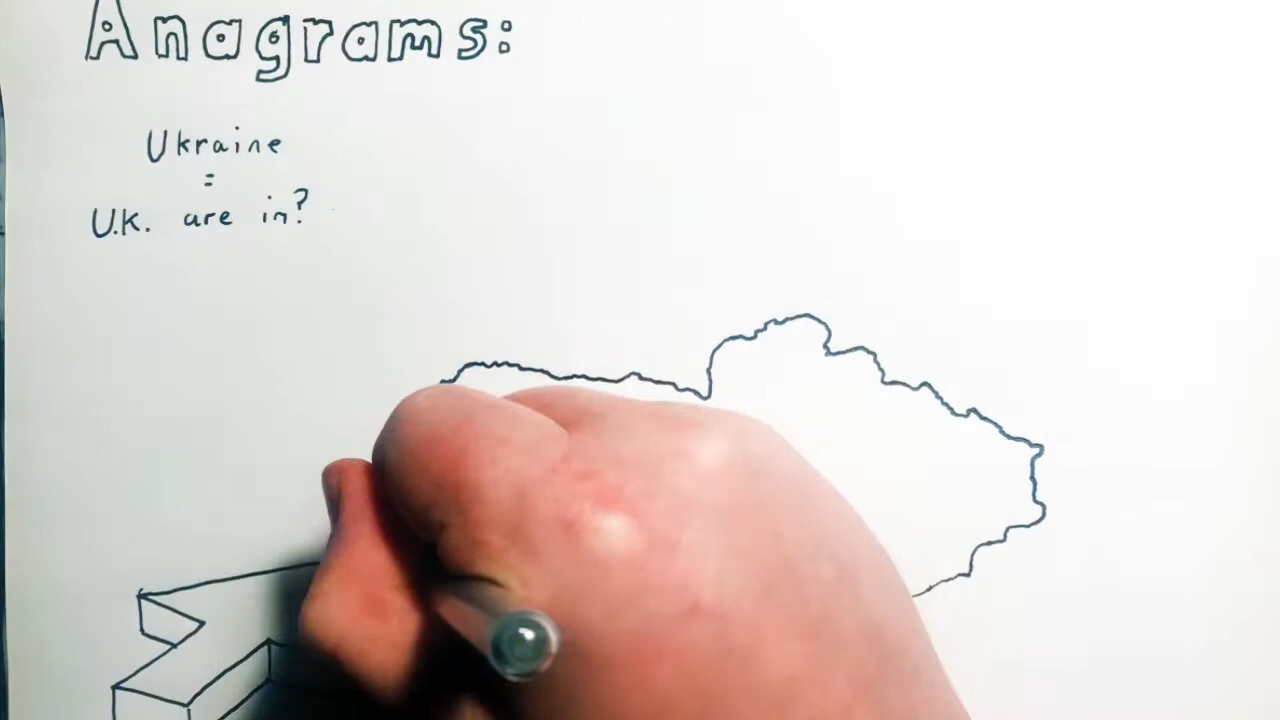 Anagrams:
Ukraine
=
U.K. are in?